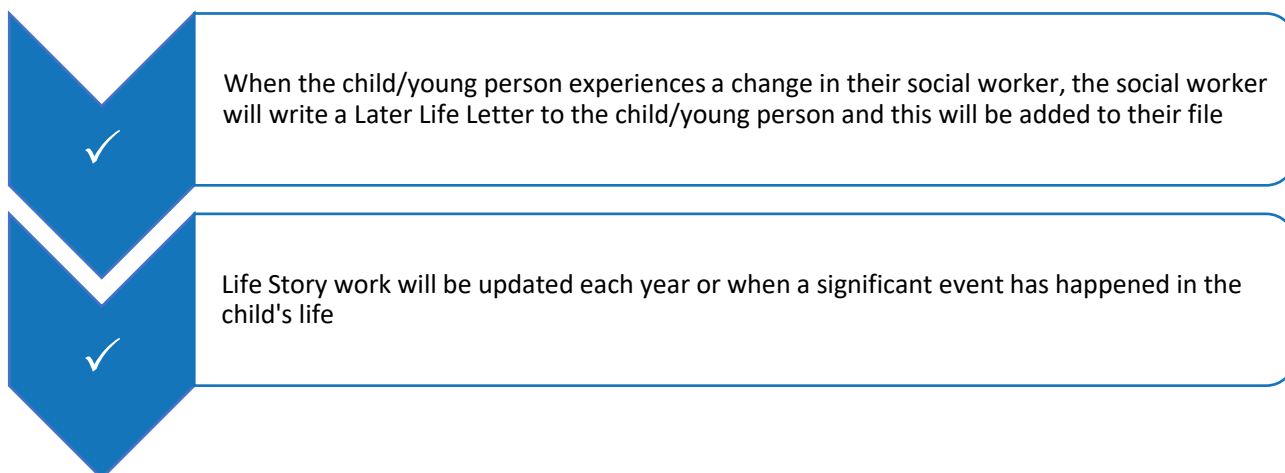 When the child/young person experiences a change in their social worker, the social worker
will write a Later Life Letter to the child/young person and this will be added to their file
Life Story work will be updated each year or when a significant event has happened in the
child's life